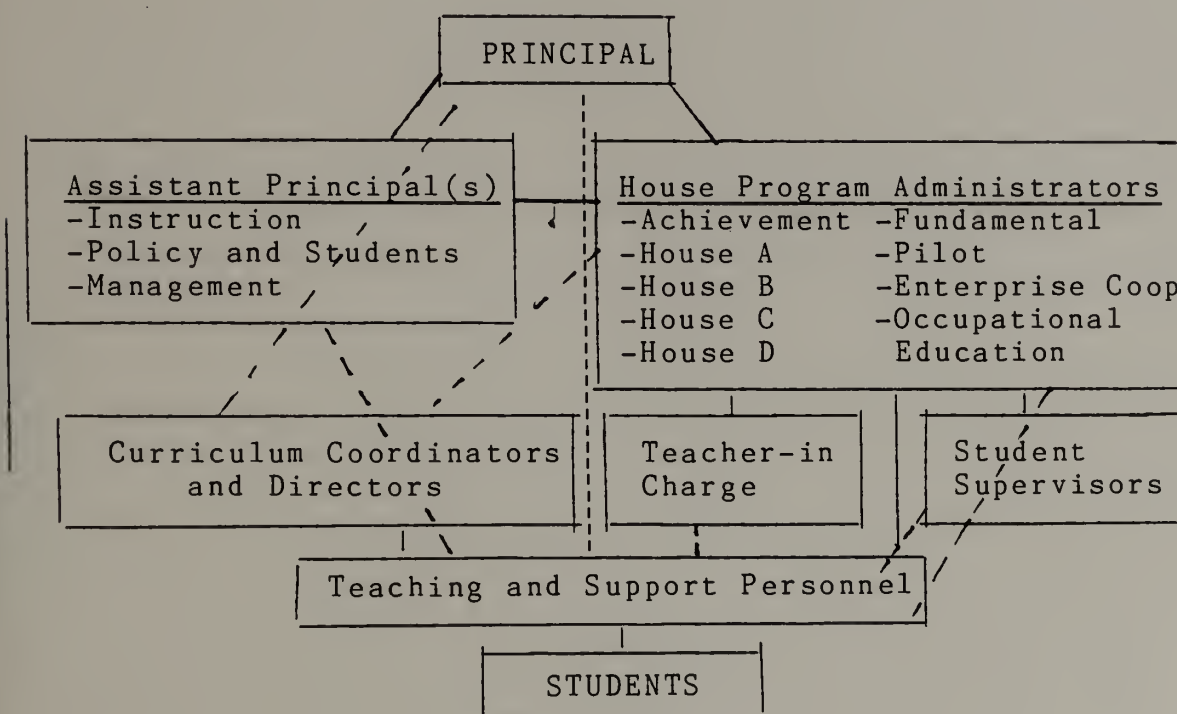 PRINCIPAL
Assistant Principal(s)
-Instruction
-Policy and Students
-Management
House Program Administrators
-Achievement -Fundamental
-House A -Pilot
-House B -Enterprise Coop
-House C -Occupational
-House D Education
Curriculum Coordinators
and Directors
Teacher-in
Charge
Student
Supervisors
Teaching and Support Personnel
STUDENTS